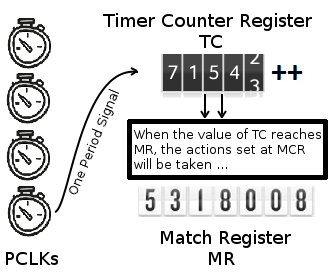 Timer Counter Register
TC
7 1 5 4 2 3 ++
One Period Signal
When the value of TC reaches
MR, the actions set at MCR
will be taken ...
5 3 1 8 0 0 8
Match Register
MR
PCLKs